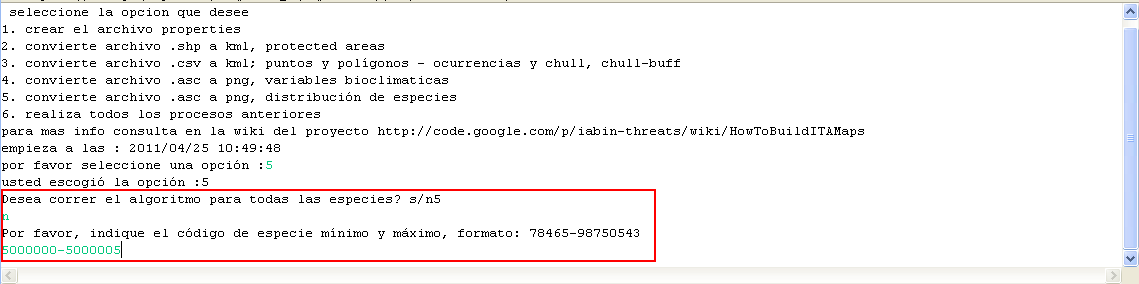 seleccione la opcion que desee
1. crear el archivo properties
2. convierte archivo .shp a kml, protected areas
3. convierte archivo .csv a kml; puntos y polígonos - ocurrencias y chull, chull-buff
4. convierte archivo .asc a png, variables bioclimaticas
5. convierte archivo .asc a png, distribución de especies
6. realiza todos los procesos anteriores
para mas info consulta en la wiki del proyecto http://code.google.com/p/iabin-threats/wiki/HowToBuildITAMaps
empieza a las : 2011/04/25 10:49:48
por favor seleccione una opción :5
usted escogió la opción :5
Desea correr el algoritmo para todas las especies? s/n5
n
Por favor, indique el código de especie mínimo y máximo, formato: 78465-98750543
5000000-5000005